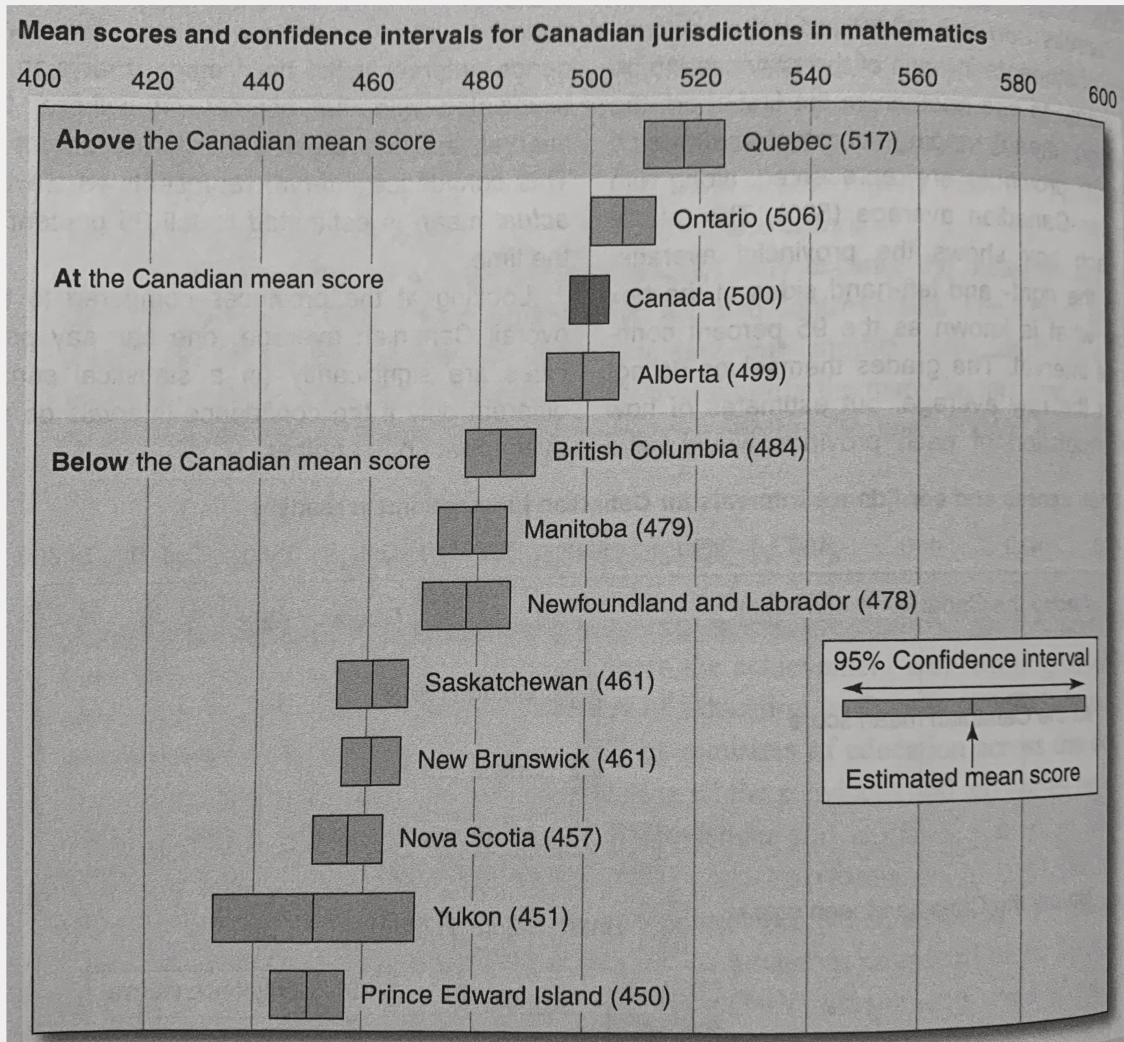 Mean scores and confidence intervals for Canadian jurisdictions in mathematics
400 420 440 460 480 500 520 540 560 580 600
Above the Canadian mean score
Quebec (517)
Ontario (506)
At the Canadian mean score
Canada (500)
Alberta (499)
Below the Canadian mean score
British Columbia (484)
Manitoba (479)
Newfoundland and Labrador (478)
95% Confidence interval
Saskatchewan (461)
New Brunswick (461)
Estimated mean score
Nova Scotia (457)
Yukon (451)
Prince Edward Island (450)